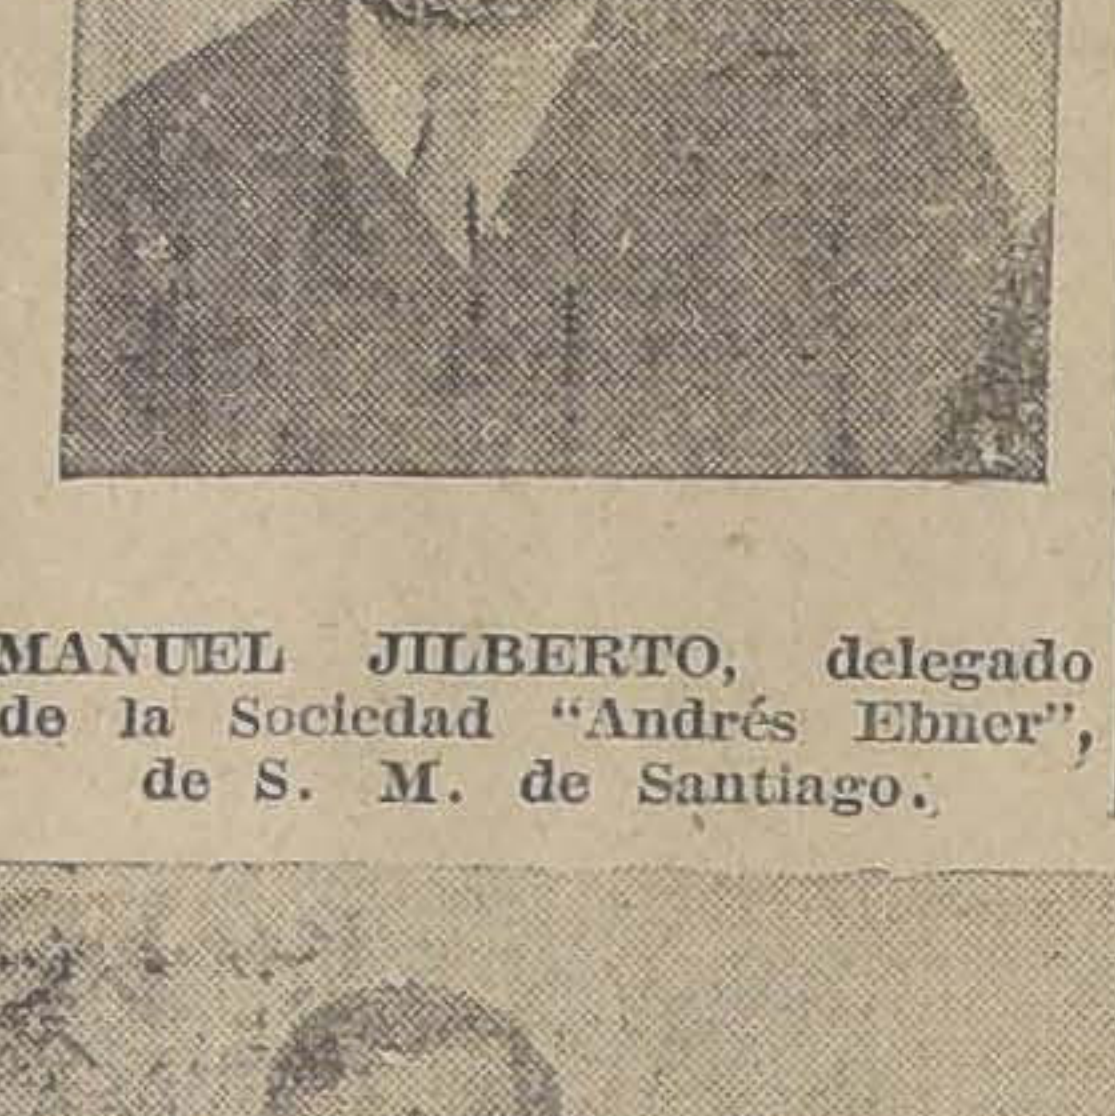 MANUEL JILBERTO, delegado
de la Sociedad “Andrés Ebner”,
de S. M. de Santiago.